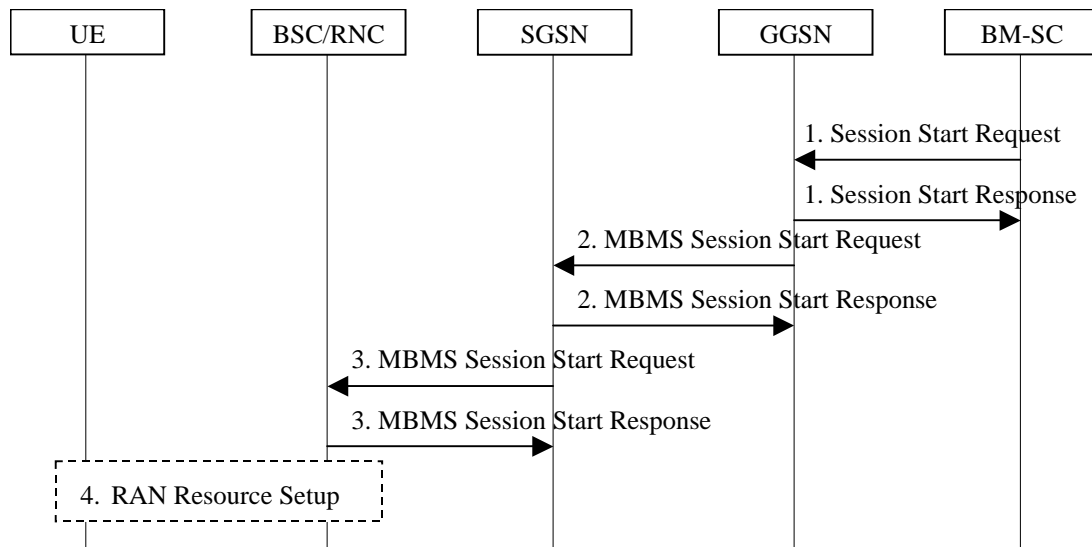 UE
BSC/RNC
SGSN
GGSN
BM-SC
1. Session Start Request
1. Session Start Response
2. MBMS Session Start Request
2. MBMS Session Start Response
3. MBMS Session Start Request
3. MBMS Session Start Response
4. RAN Resource Setup